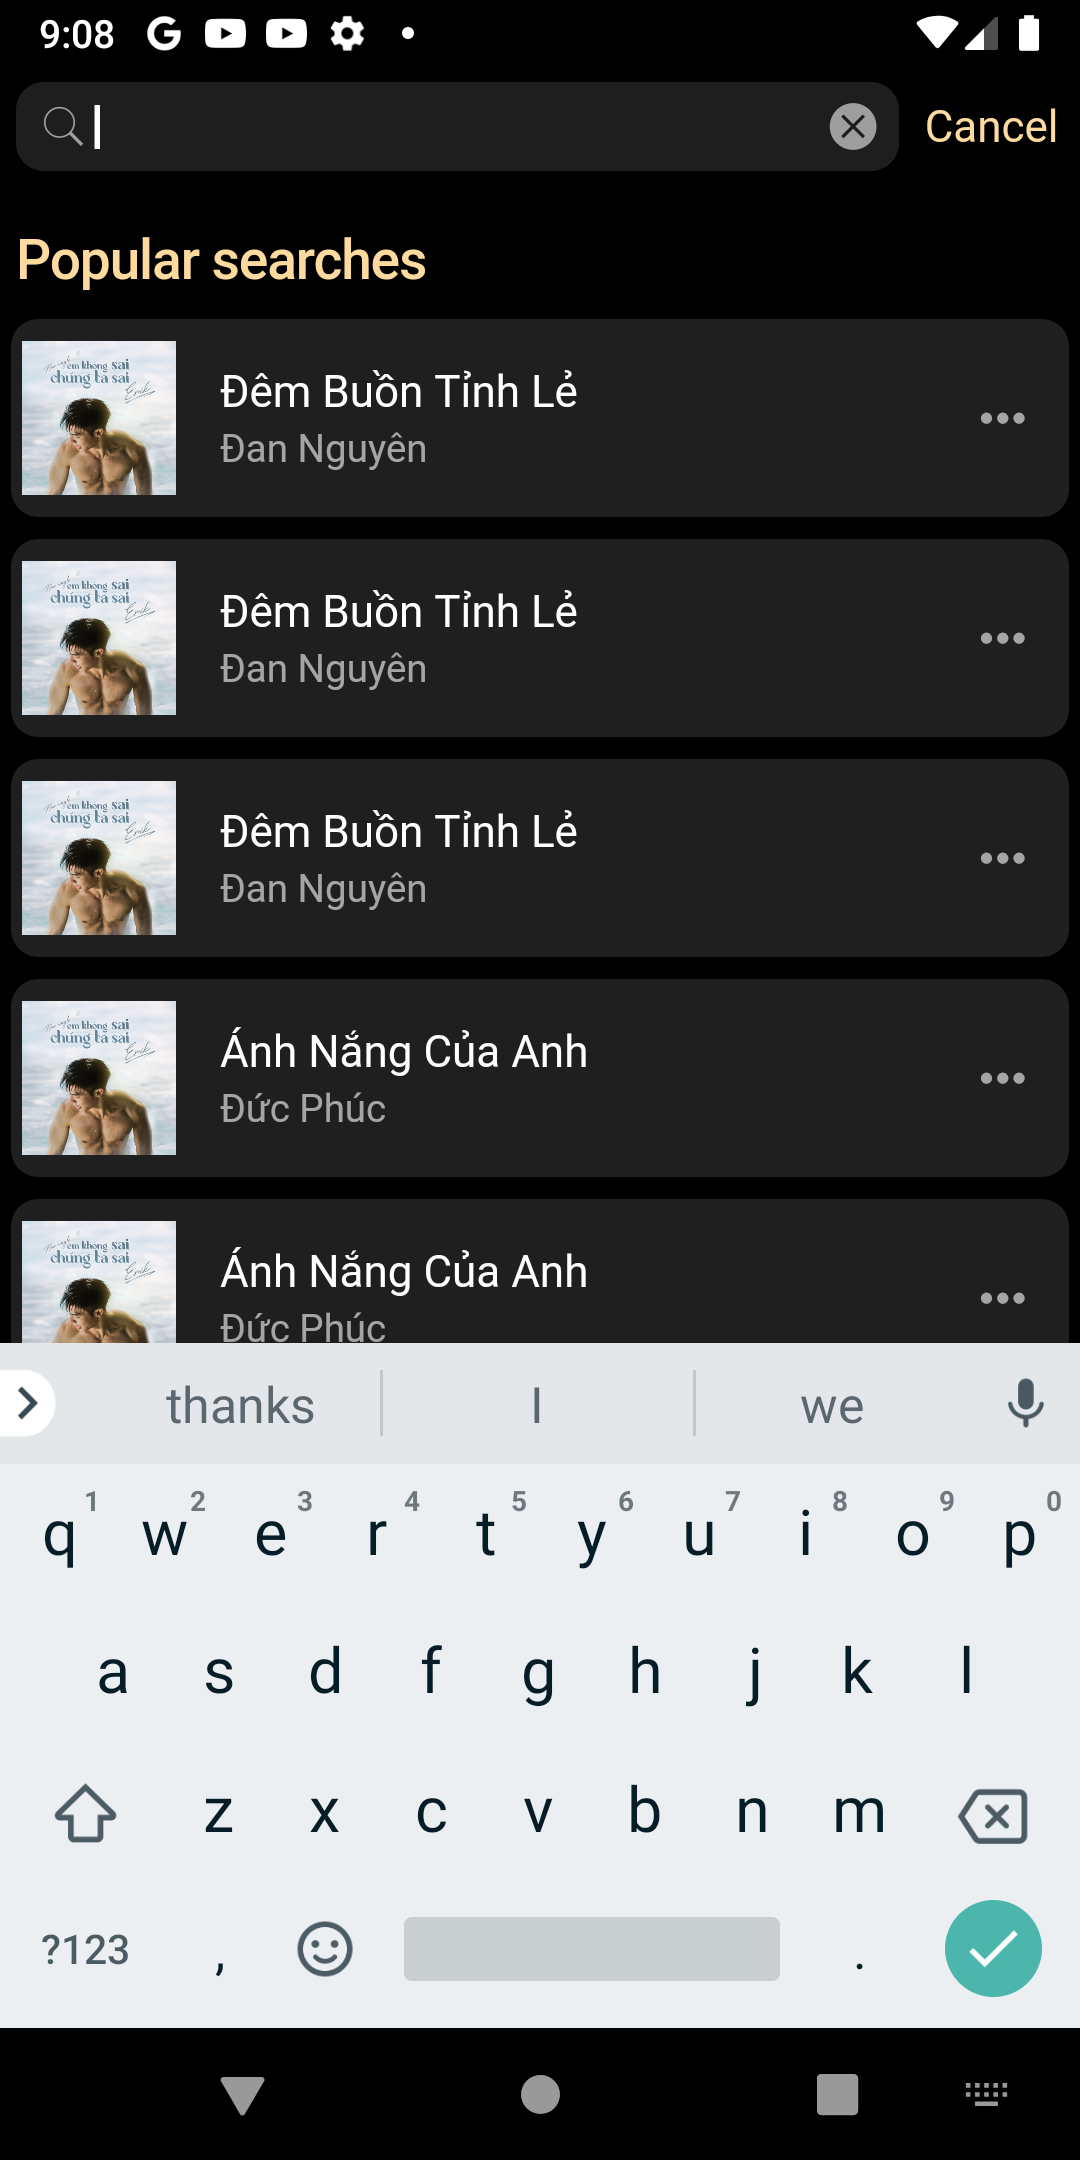 9:08
Cancel
Popular searches
em không sai
chúng ta sai
Erik
Đêm Buồn Tỉnh Lẻ
Đan Nguyên
em không sai
chúng ta sai
Erik
Đêm Buồn Tỉnh Lẻ
Đan Nguyên
em không sai
chúng ta sai
Erik
Đêm Buồn Tỉnh Lẻ
Đan Nguyên
em không sai
chúng ta sai
Erik
Ánh Nắng Của Anh
Đức Phúc
em không sai
chúng ta sai
Erik
Ánh Nắng Của Anh
Đức Phúc
thanks I we
1 2 3 4 5 6 7 8 9 0
q w e r t y u i o p
a s d f g h j k l
z x c v b n m
?123 , .